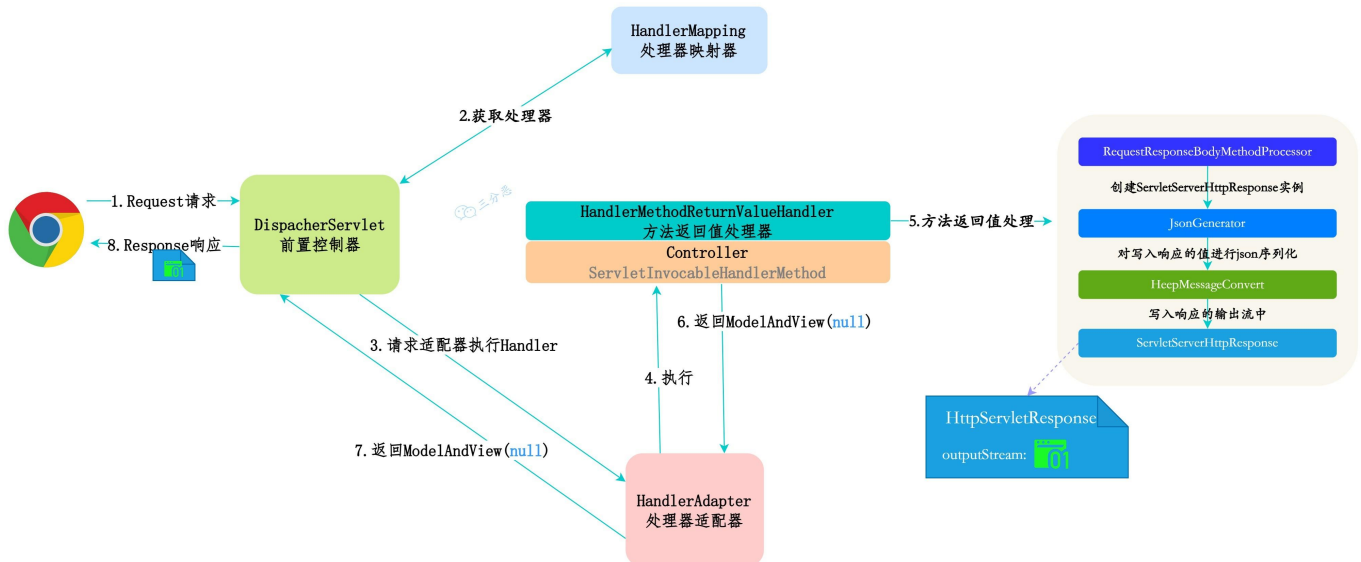 HandlerMapping
处理器映射器
2.获取处理器
1.Request请求
8.Response响应
01
DispacherServlet
前置控制器
三分恶
HandlerMethodReturnValueHandler
方法返回值处理器
Controller
ServletInvocableHandlerMethod
5.方法返回值处理
RequestResponseBodyMethodProcessor
创建ServletServerHttpResponse实例
JsonGenerator
对写入响应的值进行json序列化
HeepMessageConvert
写入响应的输出流中
ServletServerHttpResponse
3.请求适配器执行Handler
4.执行
6.返回ModelAndView(null)
7.返回ModelAndView(null)
HttpServletResponse
outputStream:
01
HandlerAdapter
处理器适配器